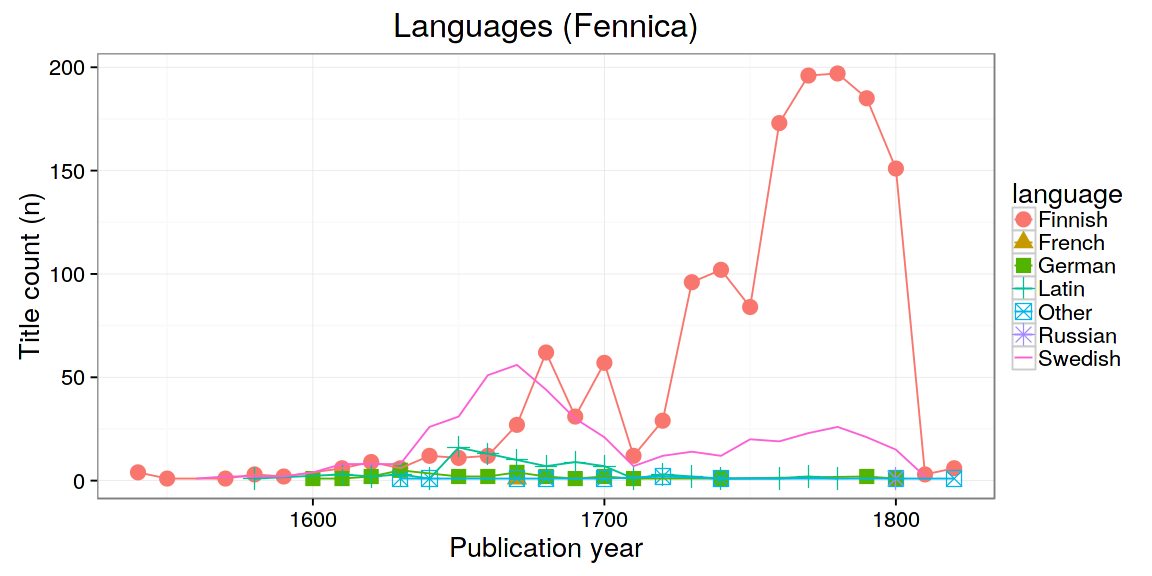 Languages (Fennica)
Title count (n)
200
150
100
50
0
1600
1700
1800
Publication year
language
Finnish
French
German
Latin
Other
Russian
Swedish